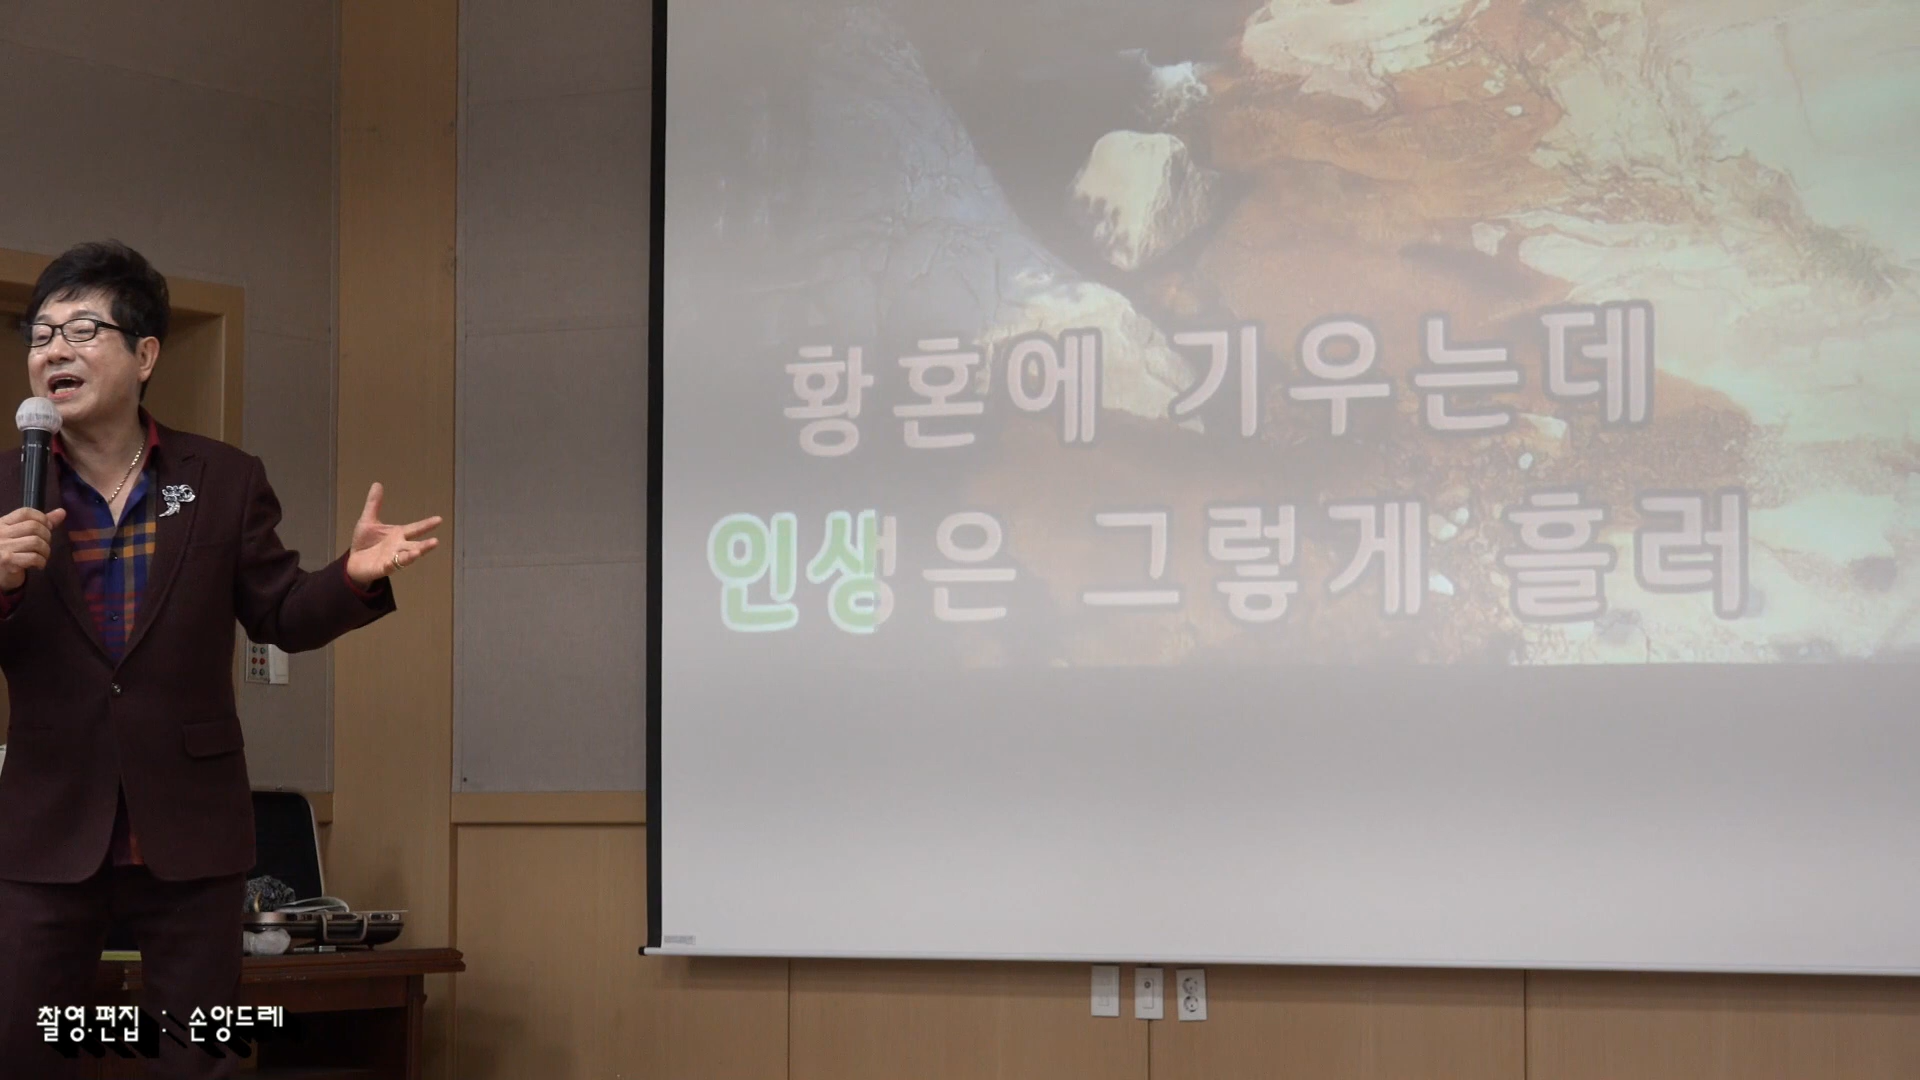 황혼에 기우는데
인생은 그렇게 흘러
촬영.편집 : 손앙드레